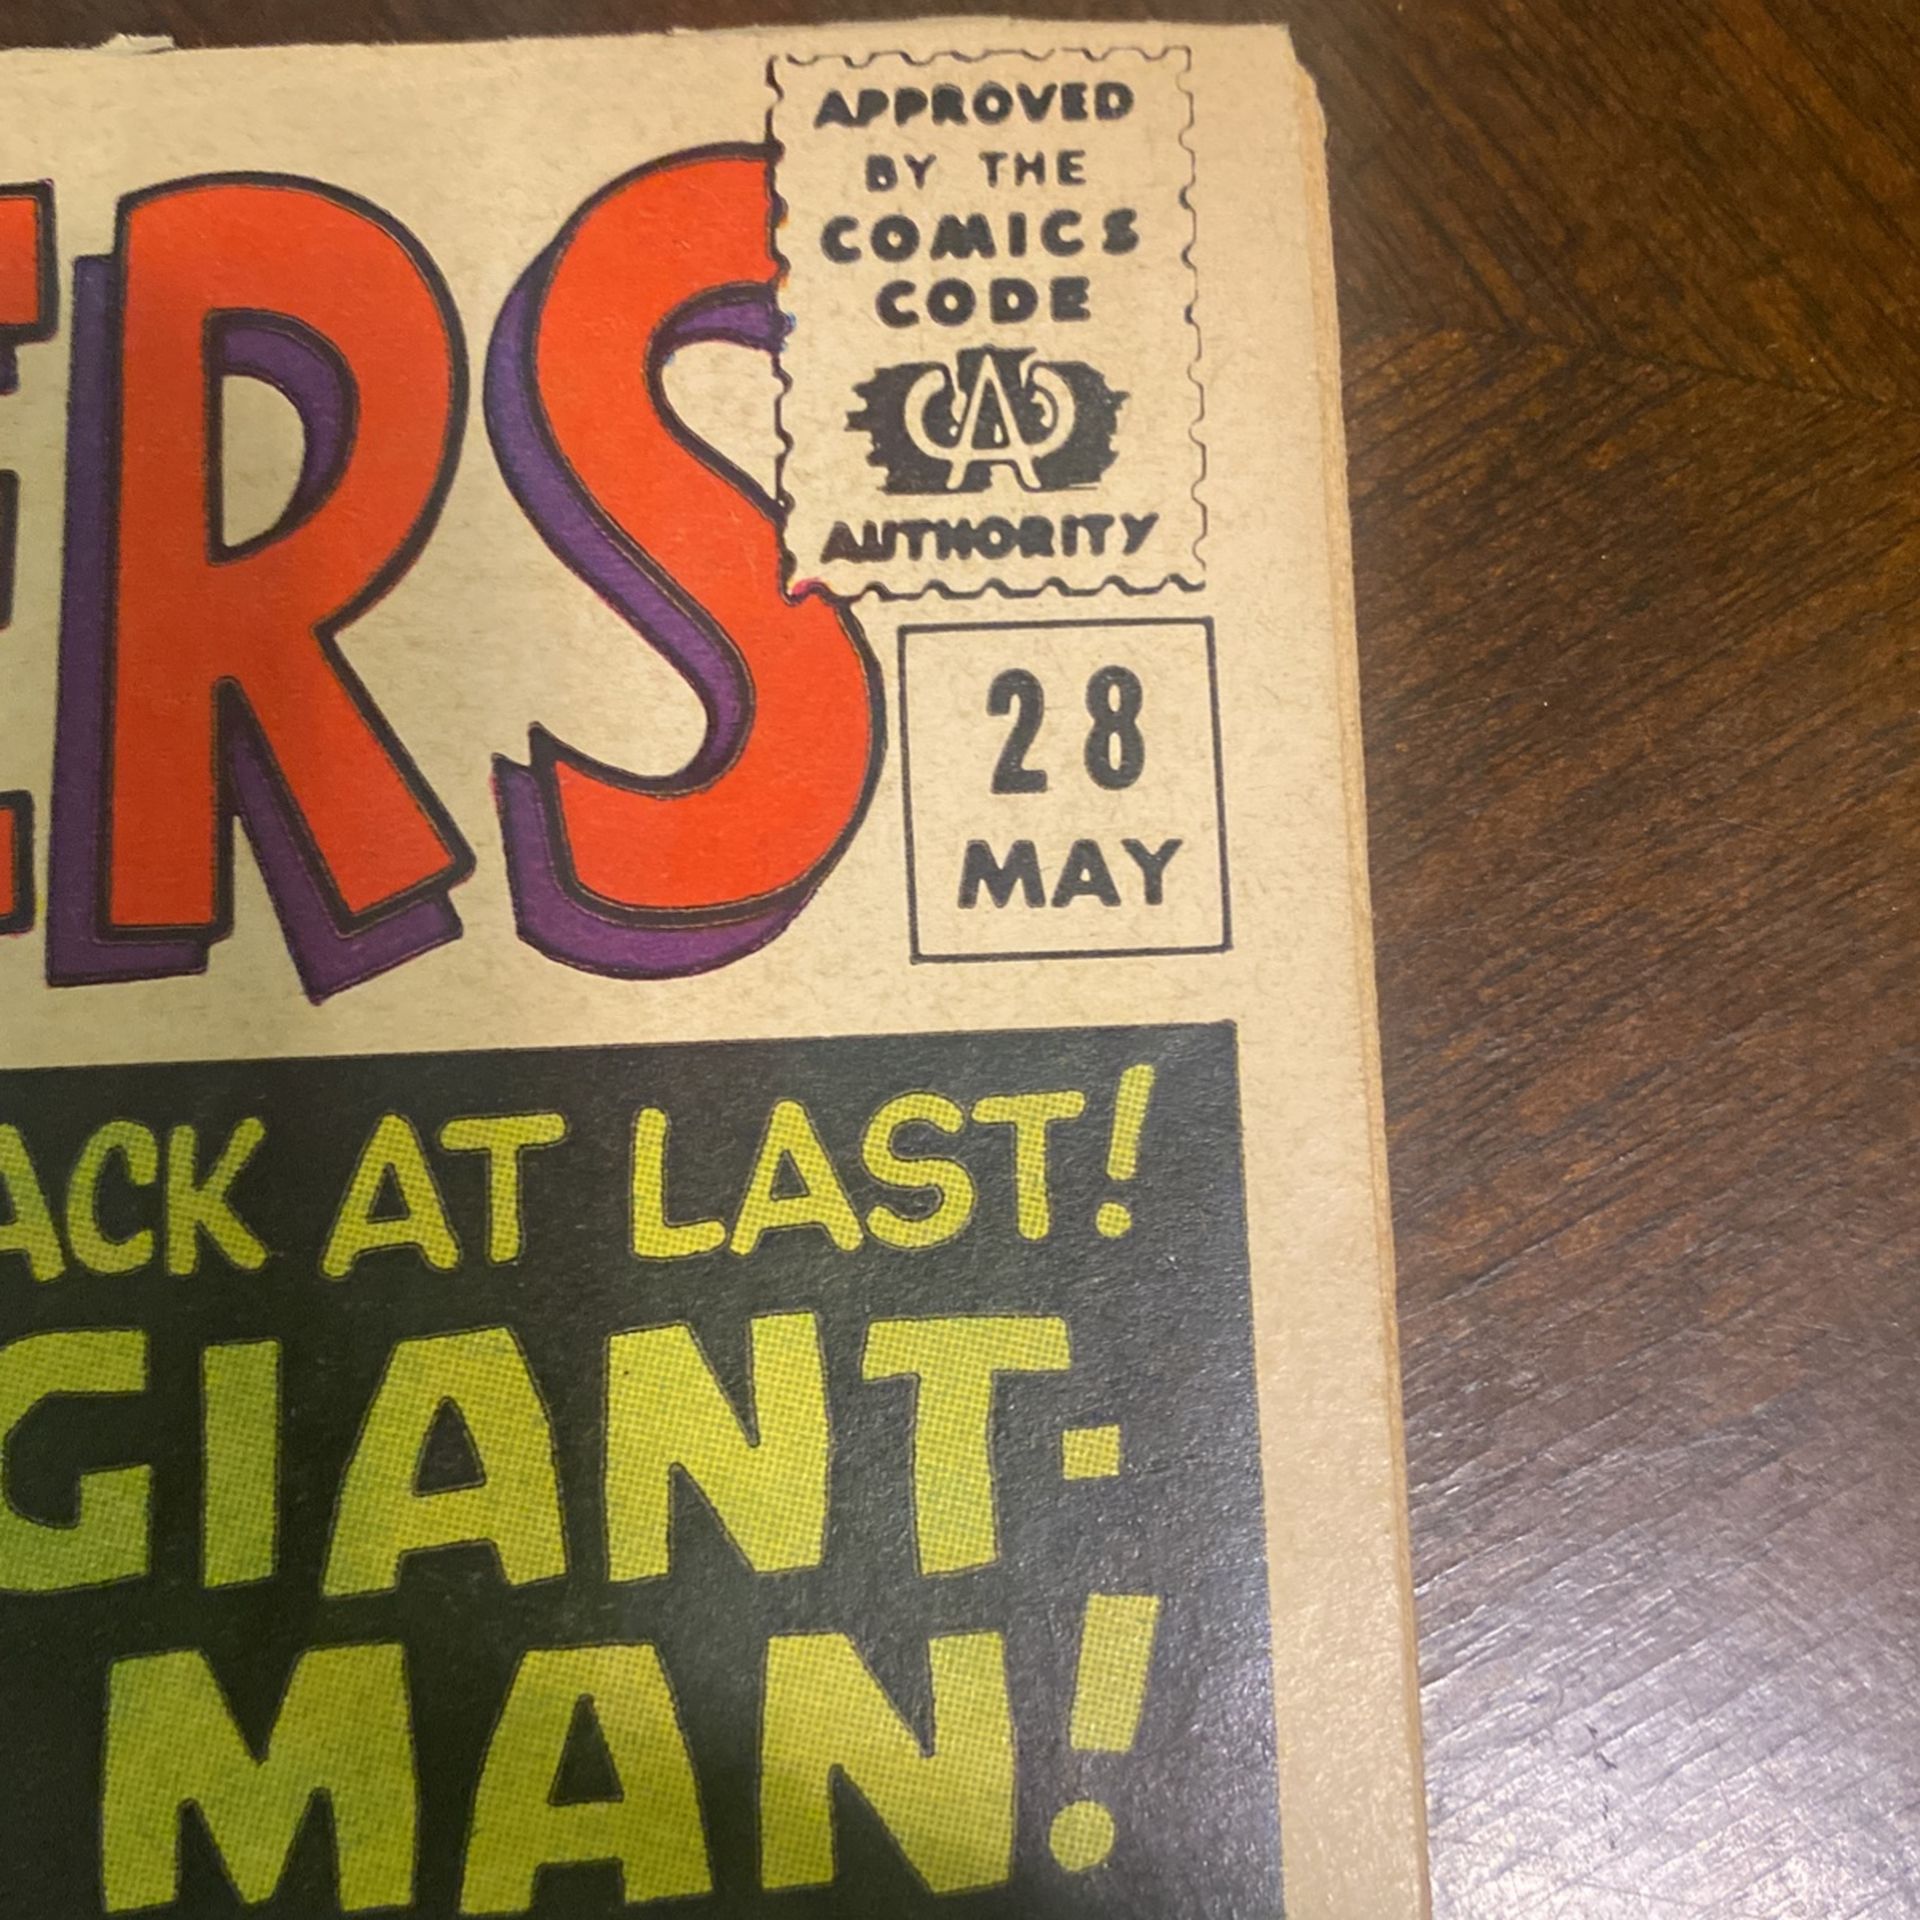 ERS
APPROVED
BY THE
COMICS
CODE
CA
AUTHORITY
28
MAY
ACK AT LAST!
GIANT-
MAN!